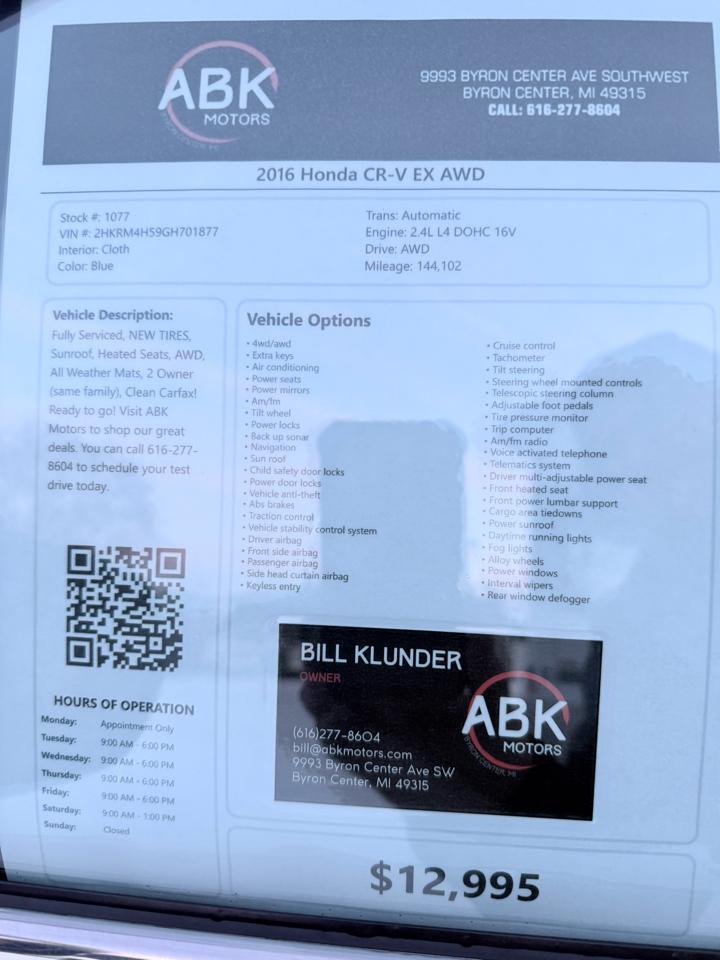 ABK
MOTORS
BYRON CENTER, MI
9993 BYRON CENTER AVE SOUTHWEST
BYRON CENTER, MI 49315
CALL: 616-277-8604
2016 Honda CR-V EX AWD
Stock #: 1077
VIN #: 2HKRM4H59GH701877
Interior: Cloth
Color: Blue
Trans: Automatic
Engine: 2.4L L4 DOHC 16V
Drive: AWD
Mileage: 144,102
Vehicle Description:
Fully Serviced, NEW TIRES,
Sunroof, Heated Seats, AWD,
All Weather Mats, 2 Owner
(same family), Clean Carfax!
Ready to go! Visit ABK
Motors to shop our great
deals. You can call 616-277-
8604 to schedule your test
drive today.
HOURS OF OPERATION
Monday: Appointment Only
Tuesday: 9:00 AM - 6:00 PM
Wednesday: 9:00 AM - 6:00 PM
Thursday: 9:00 AM - 6:00 PM
Friday: 9:00 AM - 6:00 PM
Saturday: 9:00 AM - 1:00 PM
Sunday: Closed
Vehicle Options
• 4wd/awd
• Extra keys
• Air conditioning
• Power seats
• Power mirrors
• Am/fm
• Tilt wheel
• Power locks
• Back up sonar
• Navigation
• Sun roof
• Child safety door locks
• Power door locks
• Vehicle anti-theft
• Abs brakes
• Traction control
• Vehicle stability control system
• Driver airbag
• Front side airbag
• Passenger airbag
• Side head curtain airbag
• Keyless entry
• Cruise control
• Tachometer
• Tilt steering
• Steering wheel mounted controls
• Telescopic steering column
• Adjustable foot pedals
• Tire pressure monitor
• Trip computer
• Am/fm radio
• Voice activated telephone
• Telematics system
• Driver multi-adjustable power seat
• Front heated seat
• Front power lumbar support
• Cargo area tiedowns
• Power sunroof
• Daytime running lights
• Fog lights
• Alloy wheels
• Power windows
• Interval wipers
• Rear window defogger
BILL KLUNDER
OWNER
(616)277-8604
bill@abkmotors.com
9993 Byron Center Ave SW
Byron Center, MI 49315
ABK
MOTORS
BYRON CENTER, MI
$12,995